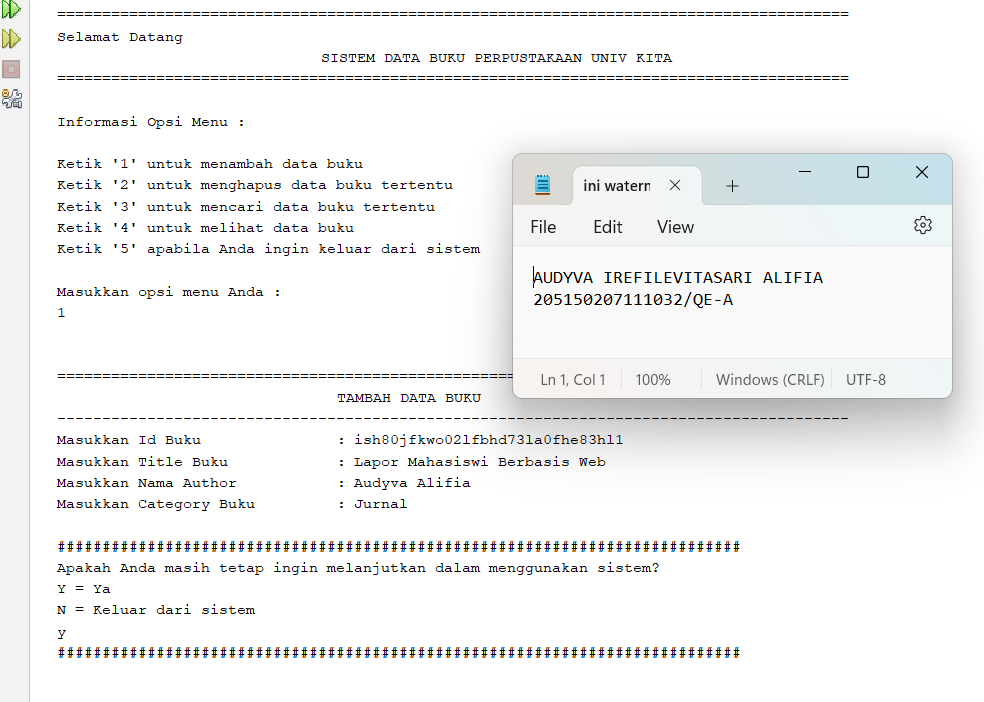 ================================================================================
Selamat Datang
SISTEM DATA BUKU PERPUSTAKAAN UNIV KITA
================================================================================
Informasi Opsi Menu :
Ketik '1' untuk menambah data buku
Ketik '2' untuk menghapus data buku tertentu
Ketik '3' untuk mencari data buku tertentu
Ketik '4' untuk melihat data buku
Ketik '5' apabila Anda ingin keluar dari sistem
Masukkan opsi menu Anda :
1
ini waterm
File Edit View
AUDYVA IREFILEVITASARI ALIFIA
205150207111032/QE-A
Ln 1, Col 1 100% Windows (CRLF) UTF-8
===================================================
TAMBAH DATA BUKU
----------------------------------------------------------------------------------------
Masukkan Id Buku : ish80jfkwo02lfbhd73la0fhe83hl1
Masukkan Title Buku : Lapor Mahasiswi Berbasis Web
Masukkan Nama Author : Audyva Alifia
Masukkan Category Buku : Jurnal
############################################################################
Apakah Anda masih tetap ingin melanjutkan dalam menggunakan sistem?
Y = Ya
N = Keluar dari sistem
y
############################################################################